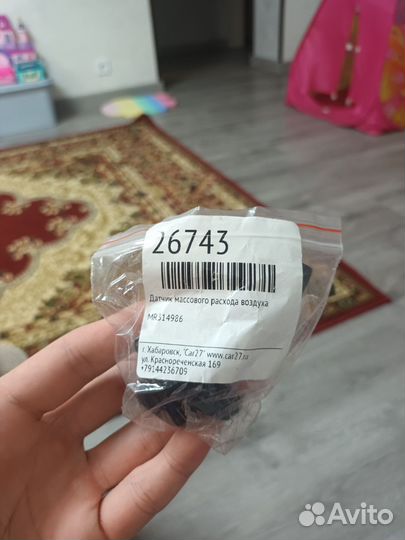 26743
Датчик массового расхода воздуха
MR514986
г. Хабаровск, "Car27" www.car27.ru
ул. Краснореченская 169
+79144236709
Avito